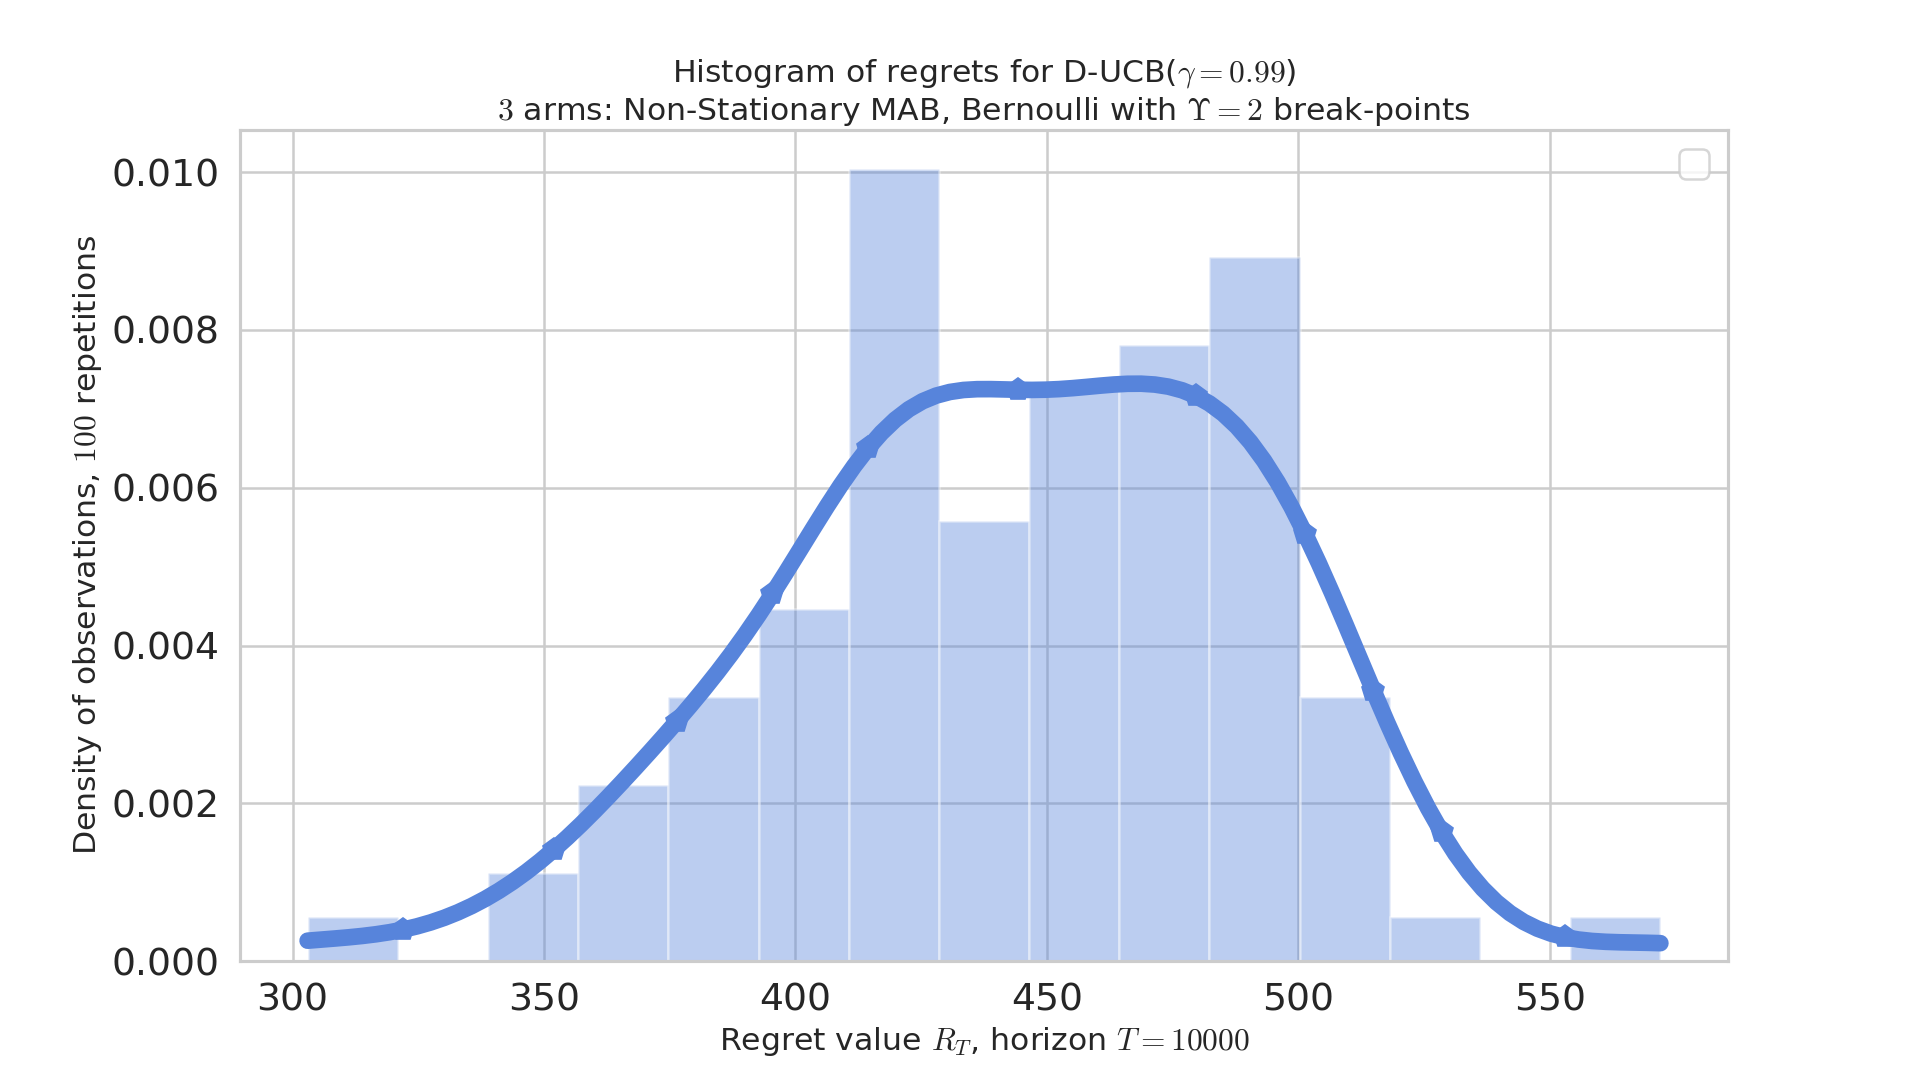 Histogram of regrets for D-UCB(γ = 0.99)
3 arms: Non-Stationary MAB, Bernoulli with Υ = 2 break-points
Density of observations, 100 repetitions
0.010
0.008
0.006
0.004
0.002
0.000
300 350 400 450 500 550
Regret value R_T, horizon T = 10000